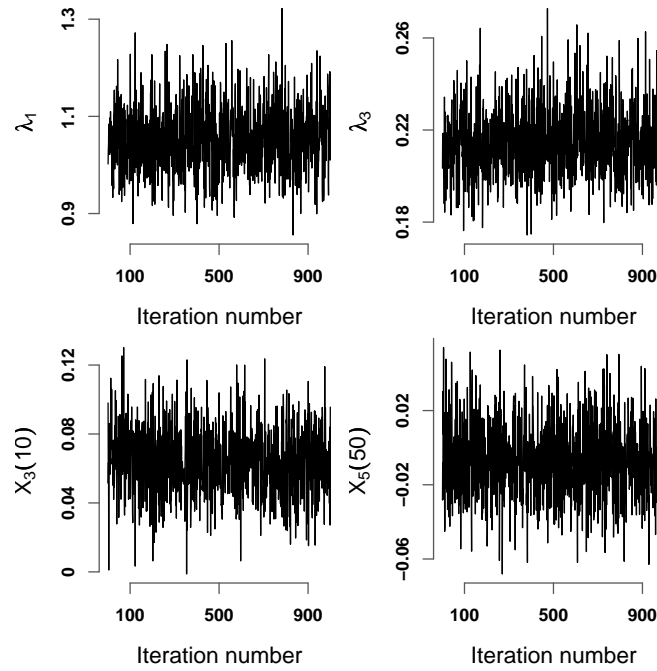 λ1
1.3
1.1
0.9
100 500 900
Iteration number
λ3
0.26
0.22
0.18
100 500 900
Iteration number
X3(10)
0.12
0.08
0.04
0
100 500 900
Iteration number
X5(50)
0.02
−0.02
−0.06
100 500 900
Iteration number